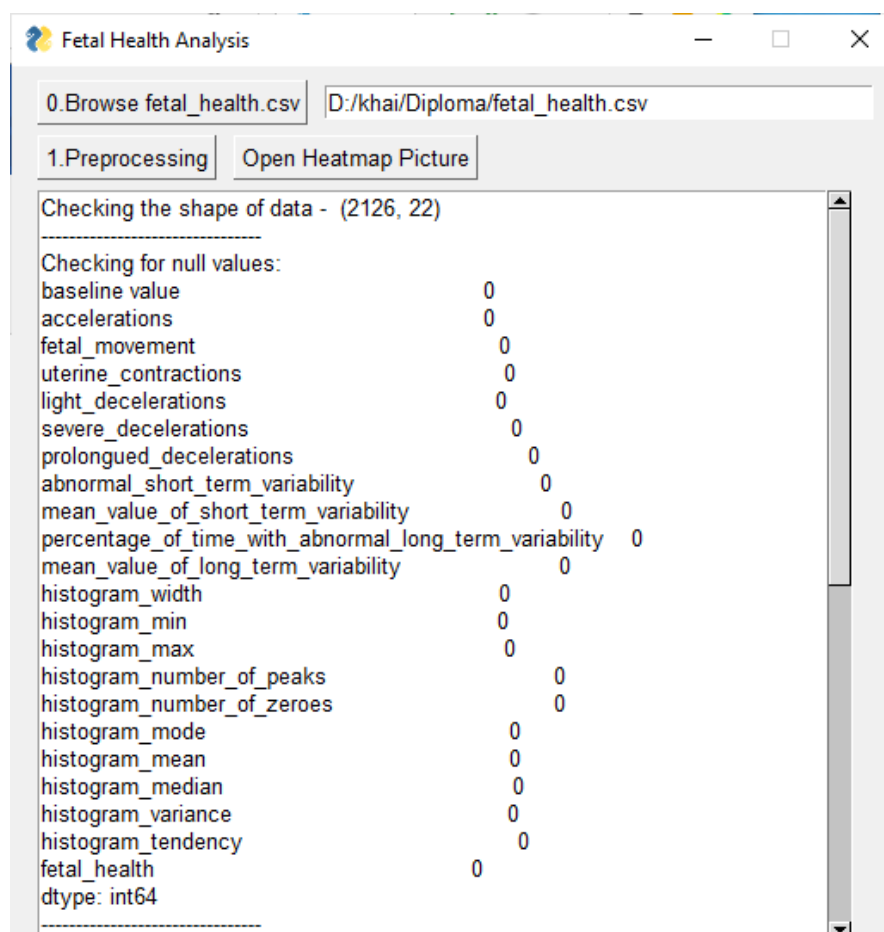 Fetal Health Analysis
0.Browse fetal_health.csv D:/khai/Diploma/fetal_health.csv
1.Preprocessing Open Heatmap Picture
Checking the shape of data -  (2126, 22)
--------------------------------
Checking for null values:
baseline value 0
accelerations 0
fetal_movement 0
uterine_contractions 0
light_decelerations 0
severe_decelerations 0
prolongued_decelerations 0
abnormal_short_term_variability 0
mean_value_of_short_term_variability 0
percentage_of_time_with_abnormal_long_term_variability 0
mean_value_of_long_term_variability 0
histogram_width 0
histogram_min 0
histogram_max 0
histogram_number_of_peaks 0
histogram_number_of_zeroes 0
histogram_mode 0
histogram_mean 0
histogram_median 0
histogram_variance 0
histogram_tendency 0
fetal_health 0
dtype: int64
--------------------------------